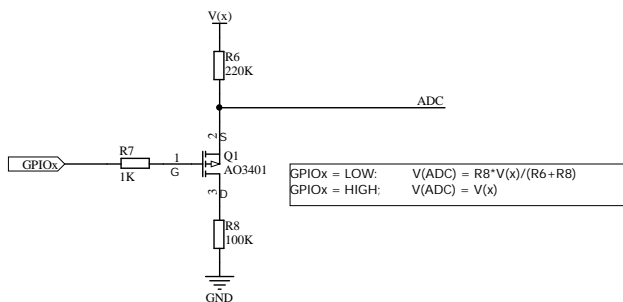 V(x)
R6
220K
ADC
2 S
R7
1
Q1
GPIOx
AO3401
1K
G
GPIOx = LOW: V(ADC) = R8*V(x)/(R6+R8)
GPIOx = HIGH; V(ADC) = V(x)
3 D
R8
100K
GND